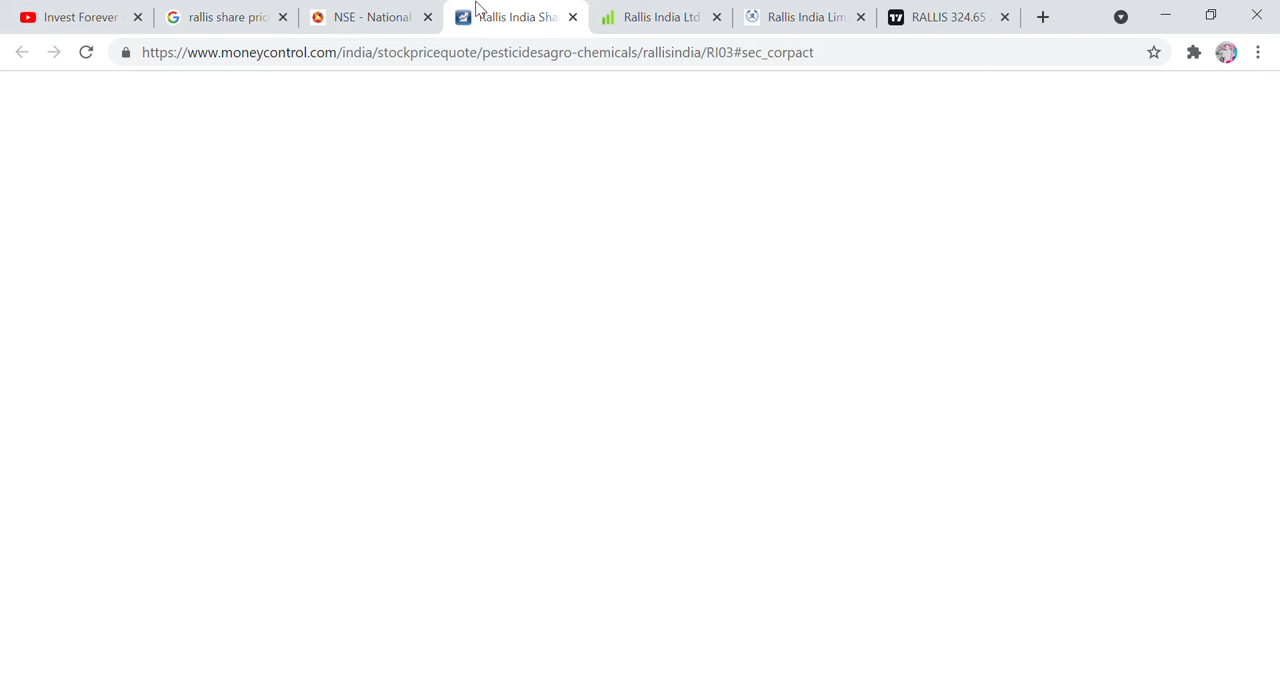 Invest Forever
rallis share pric
NSE - National
Rallis India Sha
Rallis India Ltd
Rallis India Lim
RALLIS 324.65
https://www.moneycontrol.com/india/stockpricequote/pesticidesagro-chemicals/rallisindia/RI03#sec_corpact